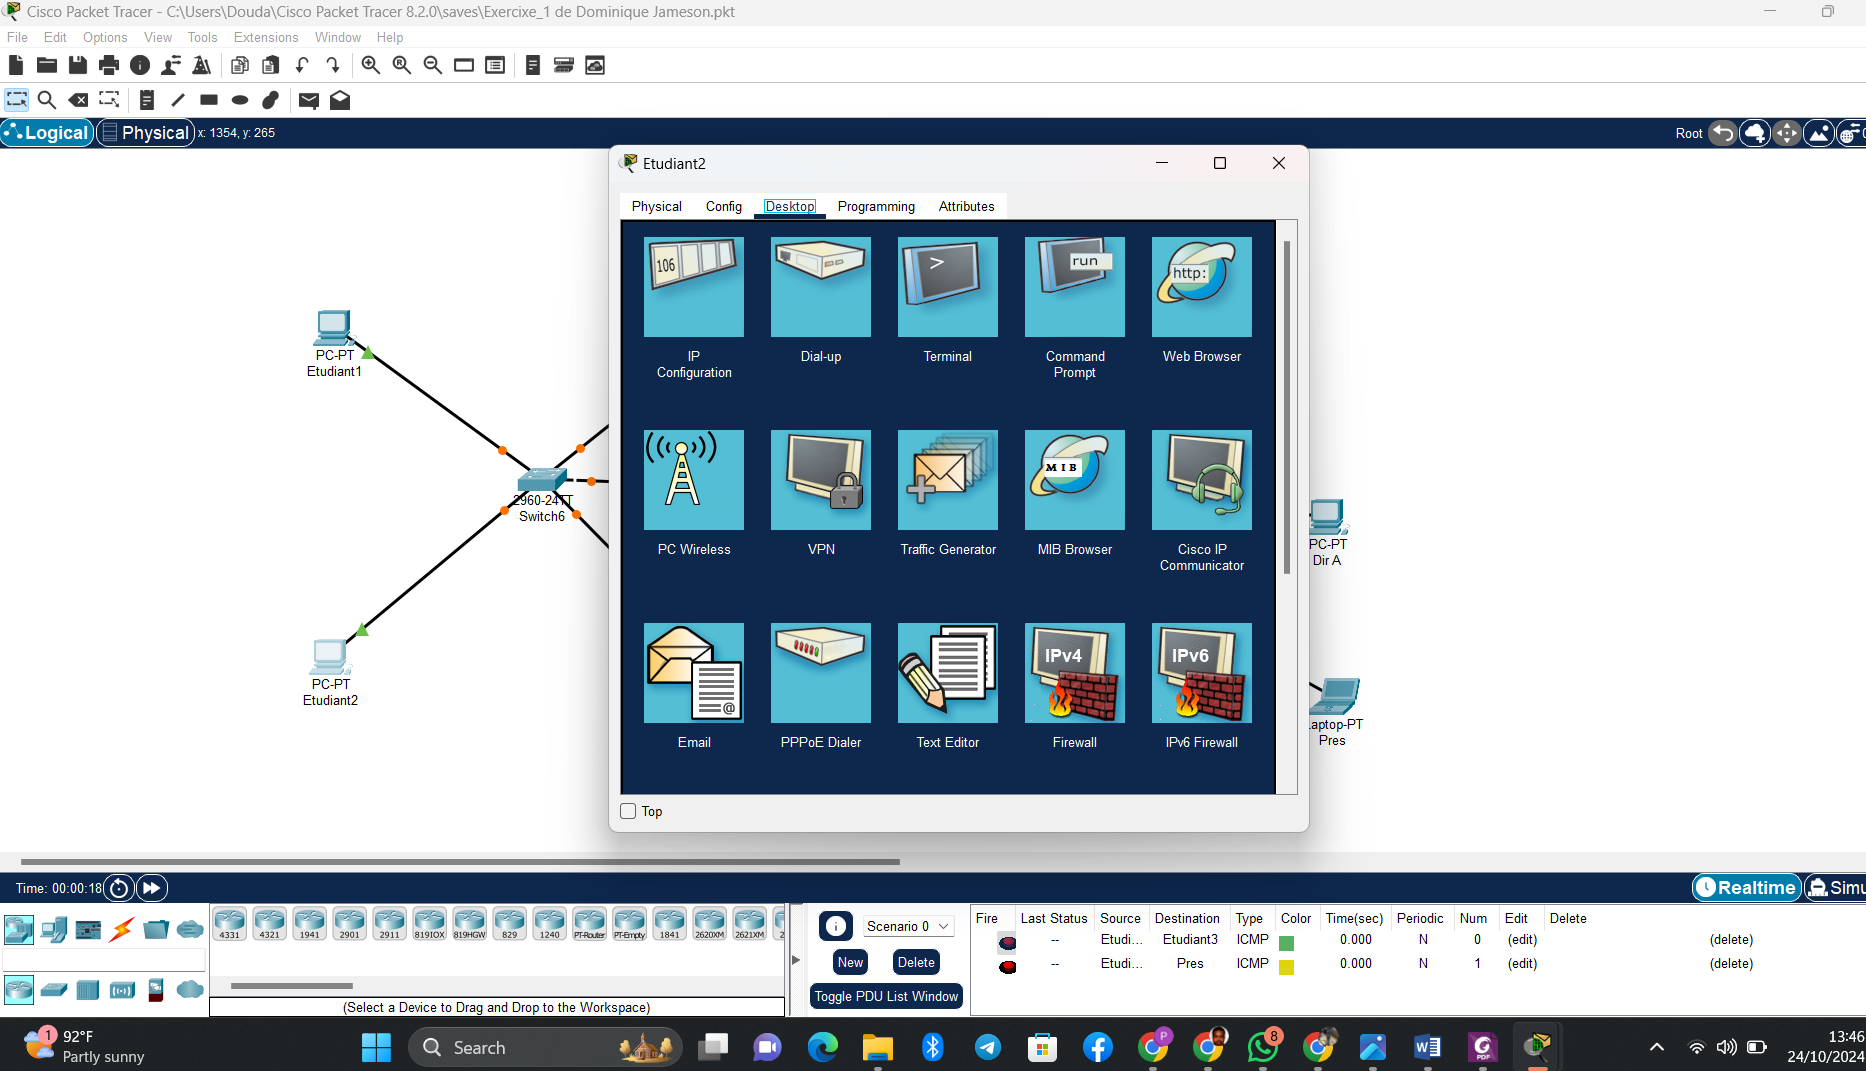 Cisco Packet Tracer - C:\Users\Douda\Cisco Packet Tracer 8.2.0\saves\Exercixe_1 de Dominique Jameson.pkt
File Edit Options View Tools Extensions Window Help
Logical Physical x: 1354, y: 265 Root
Etudiant2
Physical Config Desktop Programming Attributes
106 > run http:
IP Configuration
Dial-up
Terminal
Command Prompt
Web Browser
MIB
PC Wireless
VPN
Traffic Generator
MIB Browser
Cisco IP Communicator
@ IPv4 IPv6
Email
PPPoE Dialer
Text Editor
Firewall
IPv6 Firewall
Top
PC-PT
Etudiant1
2960-24TT
Switch6
PC-PT
Etudiant2
PC-PT
Dir A
aptop-PT
Pres
Time: 00:00:18 Realtime Simu
4331 4321 1941 2901 2911 819IOX 819HGW 829 1240 PT-Router PT-Empty 1841 2620XM 2621XM 2
(Select a Device to Drag and Drop to the Workspace)
Scenario 0
New Delete
Toggle PDU List Window
Fire Last Status Source Destination Type Color Time(sec) Periodic Num Edit Delete
-- Etudi... Etudiant3 ICMP 0.000 N 0 (edit) (delete)
-- Etudi... Pres ICMP 0.000 N 1 (edit) (delete)
1 92°F
Partly sunny
Search
P
8
PDF
13:46
24/10/2024